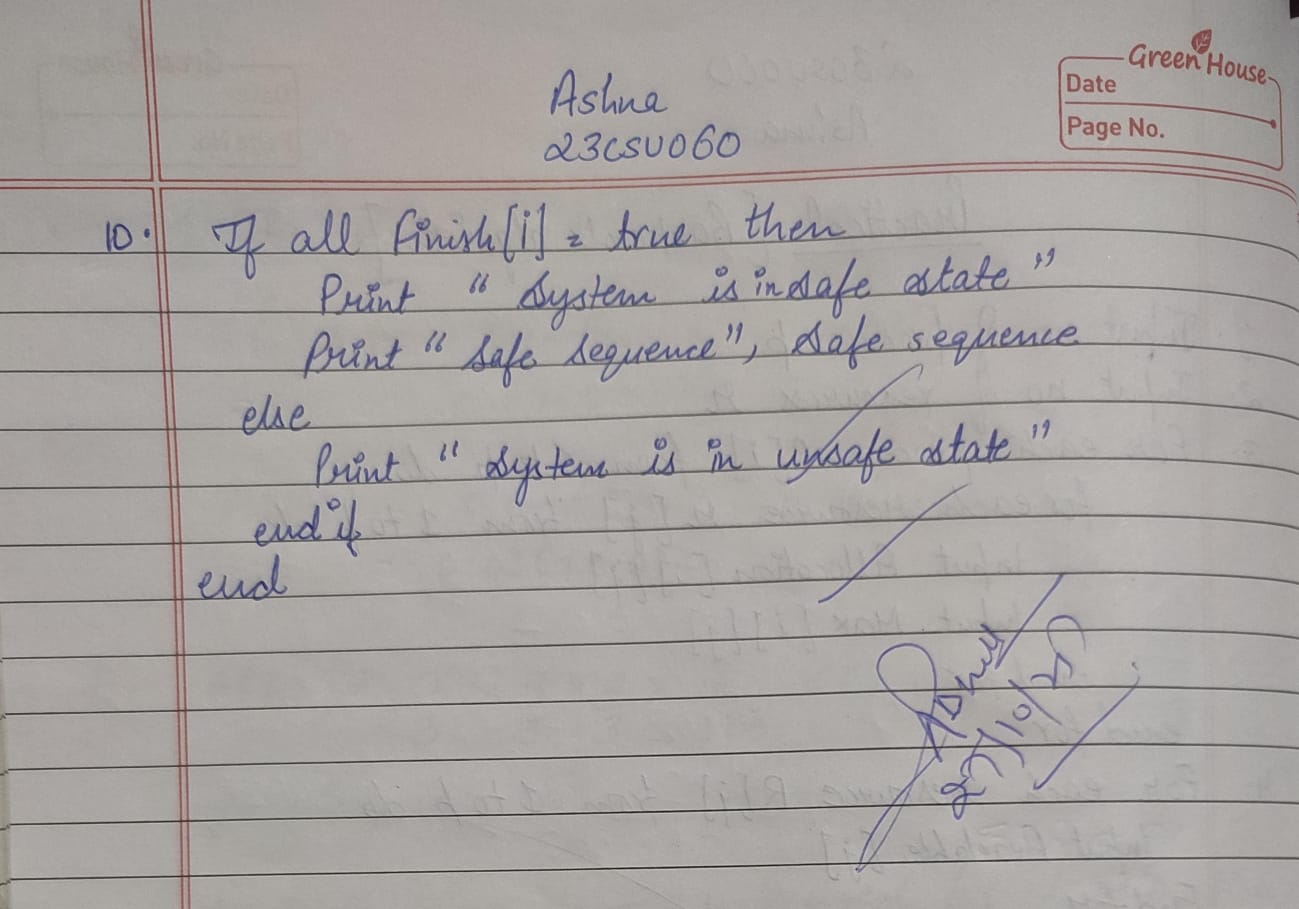 Green House
Date
Page No.
Ashna
23CSU060
10. If all finish[i] = true then
Print " System is in safe state "
Print " Safe Sequence", Safe sequence
else
Print " System is in unsafe state "
end if
end